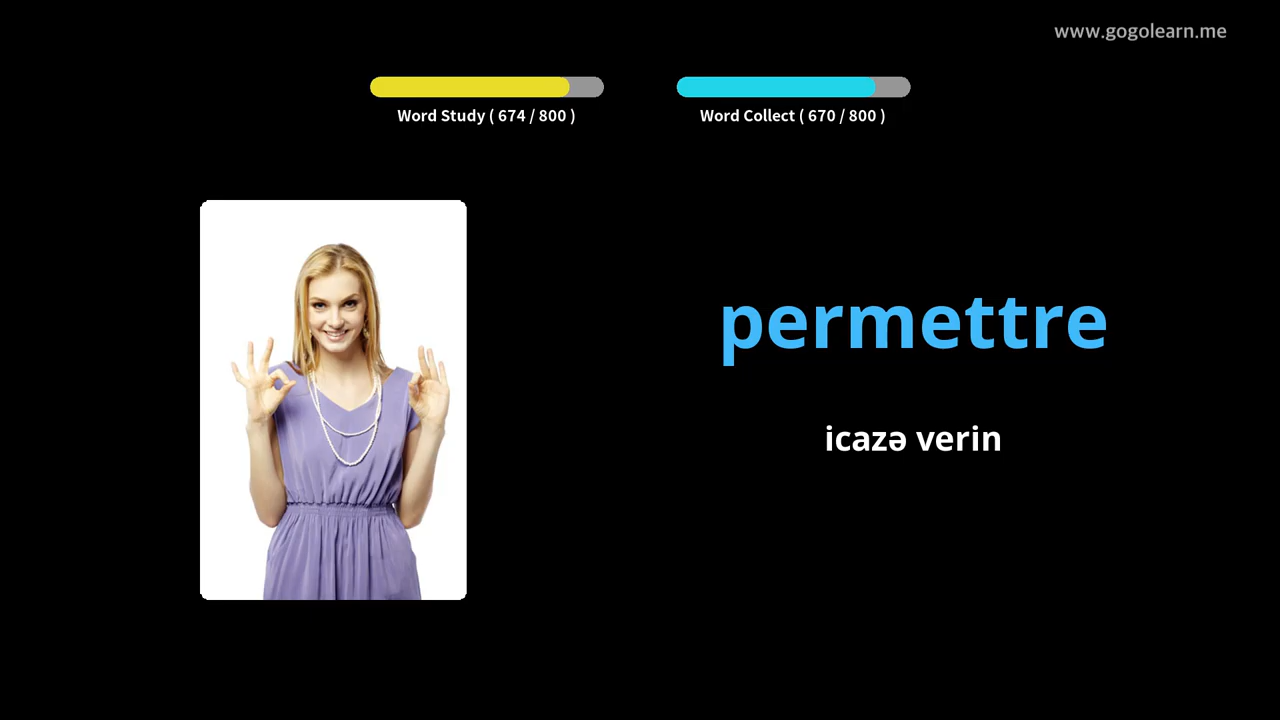 www.gogolearn.me
Word Study ( 674 / 800 )
Word Collect ( 670 / 800 )
permettre
icazə verin